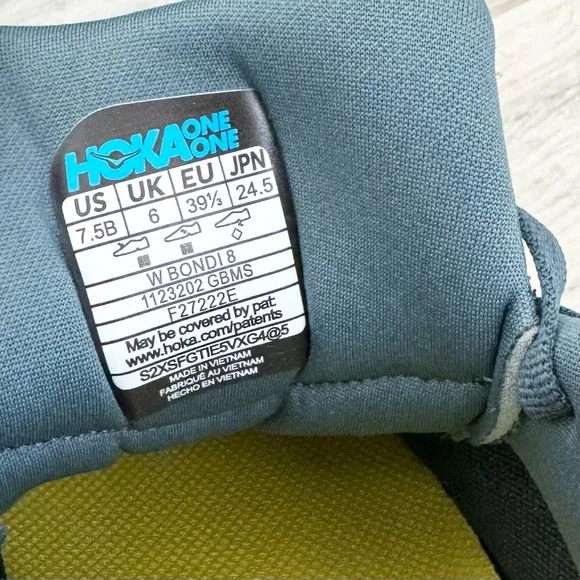 HOKA ONE ONE
US UK EU JPN
7.5B 6 39⅓ 24.5
W BONDI 8
1123202 GBMS
F27222E
May be covered by pat:
www.hoka.com/patents
S2XSFGTIE5VXG4@5
MADE IN VIETNAM
FABRIQUÉ AU VIETNAM
HECHO EN VIETNAM